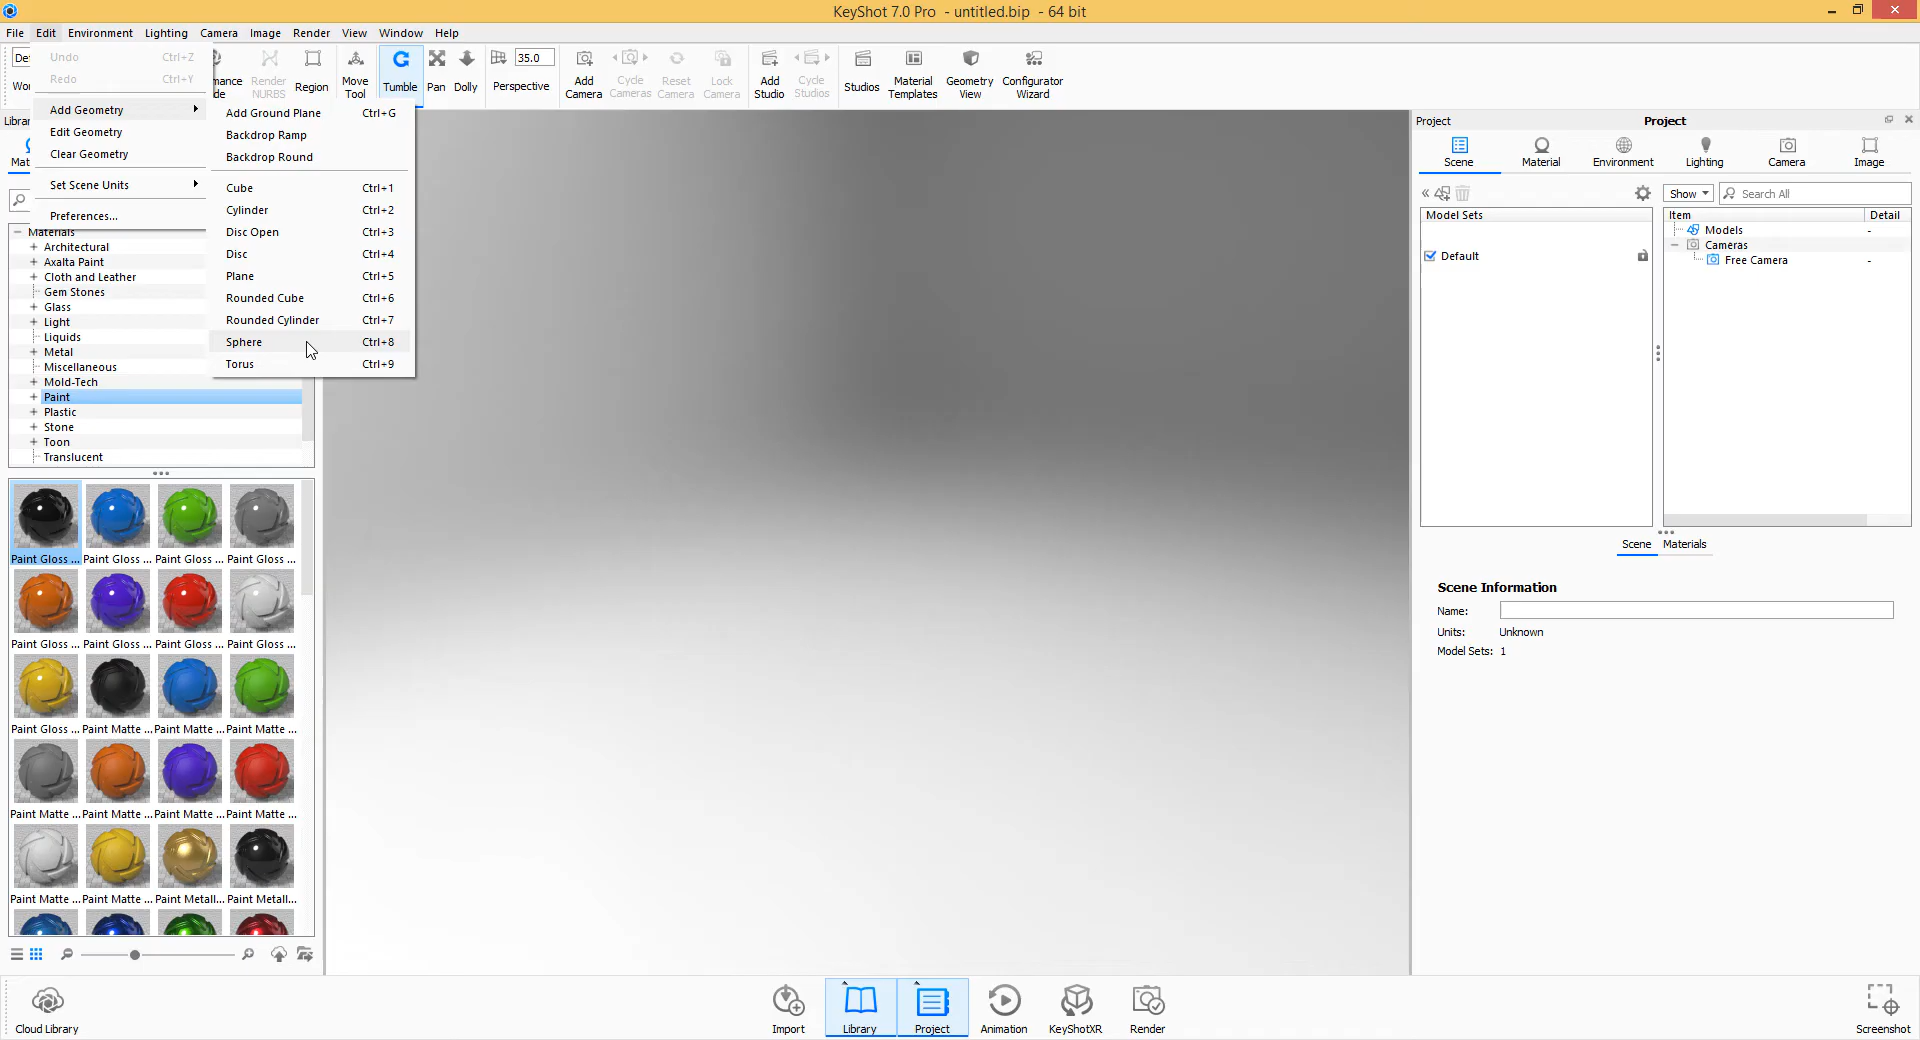 KeyShot 7.0 Pro - untitled.bip - 64 bit
File Edit Environment Lighting Camera Image Render View Window Help
Undo Ctrl+Z
Redo Ctrl+Y
Add Geometry
Edit Geometry
Clear Geometry
Set Scene Units
Preferences...
Add Ground Plane Ctrl+G
Backdrop Ramp
Backdrop Round
Cube Ctrl+1
Cylinder Ctrl+2
Disc Open Ctrl+3
Disc Ctrl+4
Plane Ctrl+5
Rounded Cube Ctrl+6
Rounded Cylinder Ctrl+7
Sphere Ctrl+8
Torus Ctrl+9
Render NURBS
Region
Move Tool
Tumble
Pan
Dolly
35.0
Perspective
Add Camera
Cycle Cameras
Reset Camera
Lock Camera
Add Studio
Cycle Studios
Studios
Material Templates
Geometry View
Configurator Wizard
Materials
Architectural
Axalta Paint
Cloth and Leather
Gem Stones
Glass
Light
Liquids
Metal
Miscellaneous
Mold-Tech
Paint
Plastic
Stone
Toon
Translucent
Paint Gloss ... Paint Gloss ... Paint Gloss ... Paint Gloss ...
Paint Gloss ... Paint Gloss ... Paint Gloss ... Paint Gloss ...
Paint Gloss ... Paint Matte ... Paint Matte ... Paint Matte ...
Paint Matte ... Paint Matte ... Paint Matte ... Paint Matte ...
Paint Matte ... Paint Matte ... Paint Metall... Paint Metall...
Project Project
Scene Material Environment Lighting Camera Image
Show Search All
Model Sets
Default
Item Detail
Models -
Cameras
Free Camera -
Scene Materials
Scene Information
Name:
Units: Unknown
Model Sets: 1
Cloud Library Import Library Project Animation KeyShotXR Render Screenshot